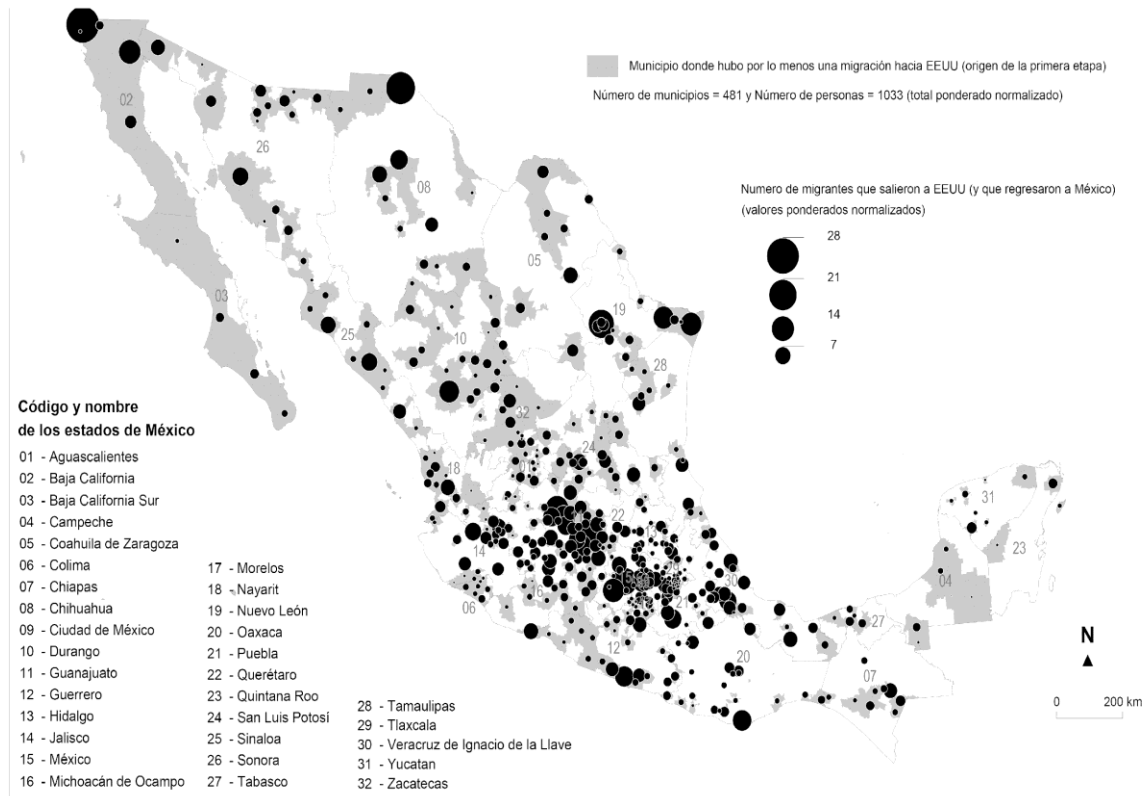 Municipio donde hubo por lo menos una migración hacia EEUU (origen de la primera etapa)
Número de municipios = 481 y Número de personas = 1033 (total ponderado normalizado)
Numero de migrantes que salieron a EEUU (y que regresaron a México)
(valores ponderados normalizados)
28
21
14
7
02
26
08
05
03
25
10
19
28
32
24
01
18
22
14
13
16
06
30
21
12
20
31
23
04
27
07
N
0 200 km
Código y nombre
de los estados de México
01 - Aguascalientes
02 - Baja California
03 - Baja California Sur
04 - Campeche
05 - Coahuila de Zaragoza
06 - Colima
07 - Chiapas
08 - Chihuahua
09 - Ciudad de México
10 - Durango
11 - Guanajuato
12 - Guerrero
13 - Hidalgo
14 - Jalisco
15 - México
16 - Michoacán de Ocampo
17 - Morelos
18 - Nayarit
19 - Nuevo León
20 - Oaxaca
21 - Puebla
22 - Querétaro
23 - Quintana Roo
24 - San Luis Potosí
25 - Sinaloa
26 - Sonora
27 - Tabasco
28 - Tamaulipas
29 - Tlaxcala
30 - Veracruz de Ignacio de la Llave
31 - Yucatan
32 - Zacatecas